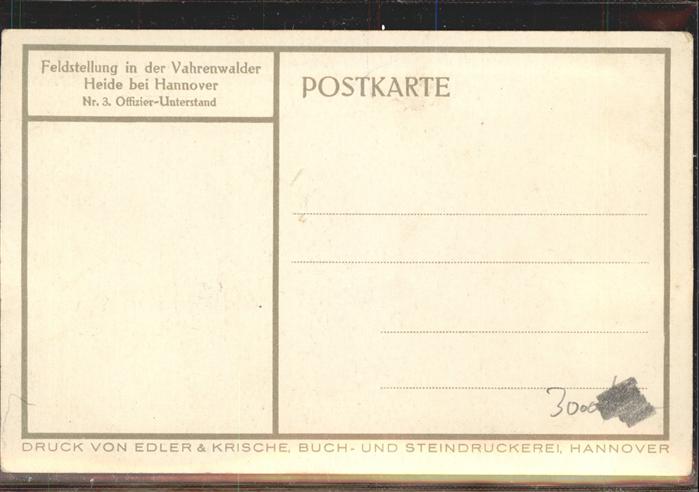 Feldstellung in der Vahrenwalder
Heide bei Hannover
Nr. 3. Offizier-Unterstand
POSTKARTE
DRUCK VON EDLER & KRISCHE, BUCH- UND STEINDRUCKEREI, HANNOVER